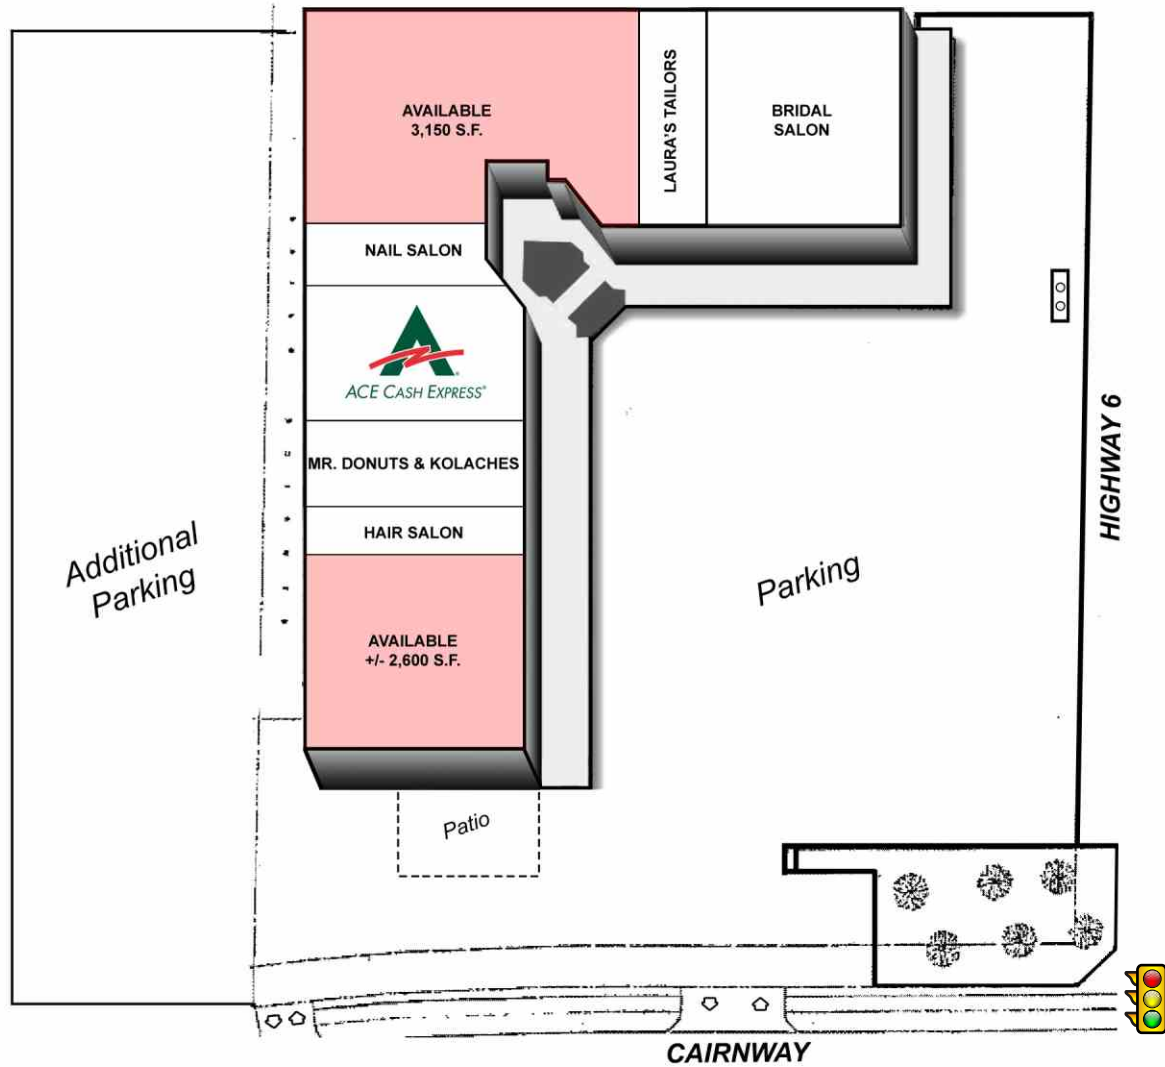 AVAILABLE
3,150 S.F.
LAURA'S TAILORS
BRIDAL
SALON
NAIL SALON
ACE CASH EXPRESS
MR. DONUTS & KOLACHES
HAIR SALON
AVAILABLE
+/- 2,600 S.F.
Additional
Parking
Parking
HIGHWAY 6
Patio
CAIRNWAY